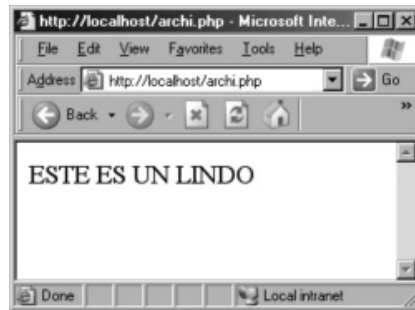 http://localhost/archi.php - Microsoft Inte...
File Edit View Favorites Tools Help
Address http://localhost/archi.php Go
Back »
ESTE ES UN LINDO
Done Local intranet